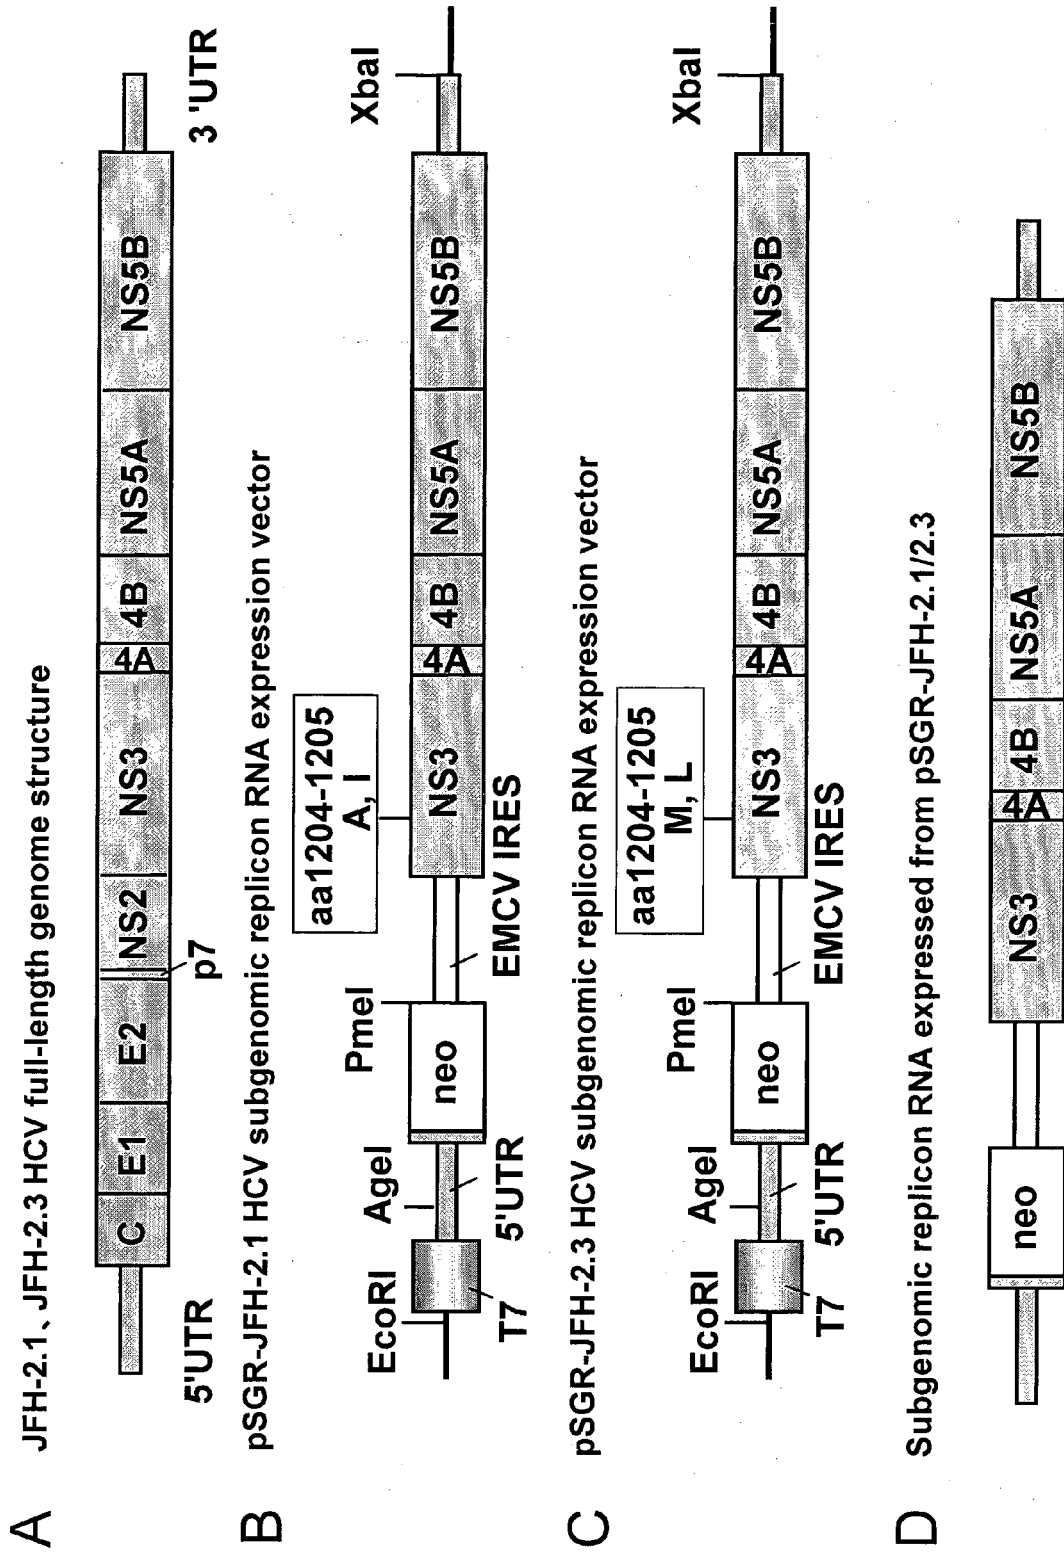 A
JFH-2.1、JFH-2.3 HCV full-length genome structure
C E1 E2 NS2 NS3 4A 4B NS5A NS5B
5'UTR p7 3 'UTR
B
pSGR-JFH-2.1 HCV subgenomic replicon RNA expression vector
aa1204-1205
A, I
EcoRI AgeI PmeI XbaI
neo NS3 4A 4B NS5A NS5B
T7 5'UTR EMCV IRES
C
pSGR-JFH-2.3 HCV subgenomic replicon RNA expression vector
aa1204-1205
M, L
EcoRI AgeI PmeI XbaI
neo NS3 4A 4B NS5A NS5B
T7 5'UTR EMCV IRES
D
Subgenomic replicon RNA expressed from pSGR-JFH-2.1/2.3
neo NS3 4A 4B NS5A NS5B